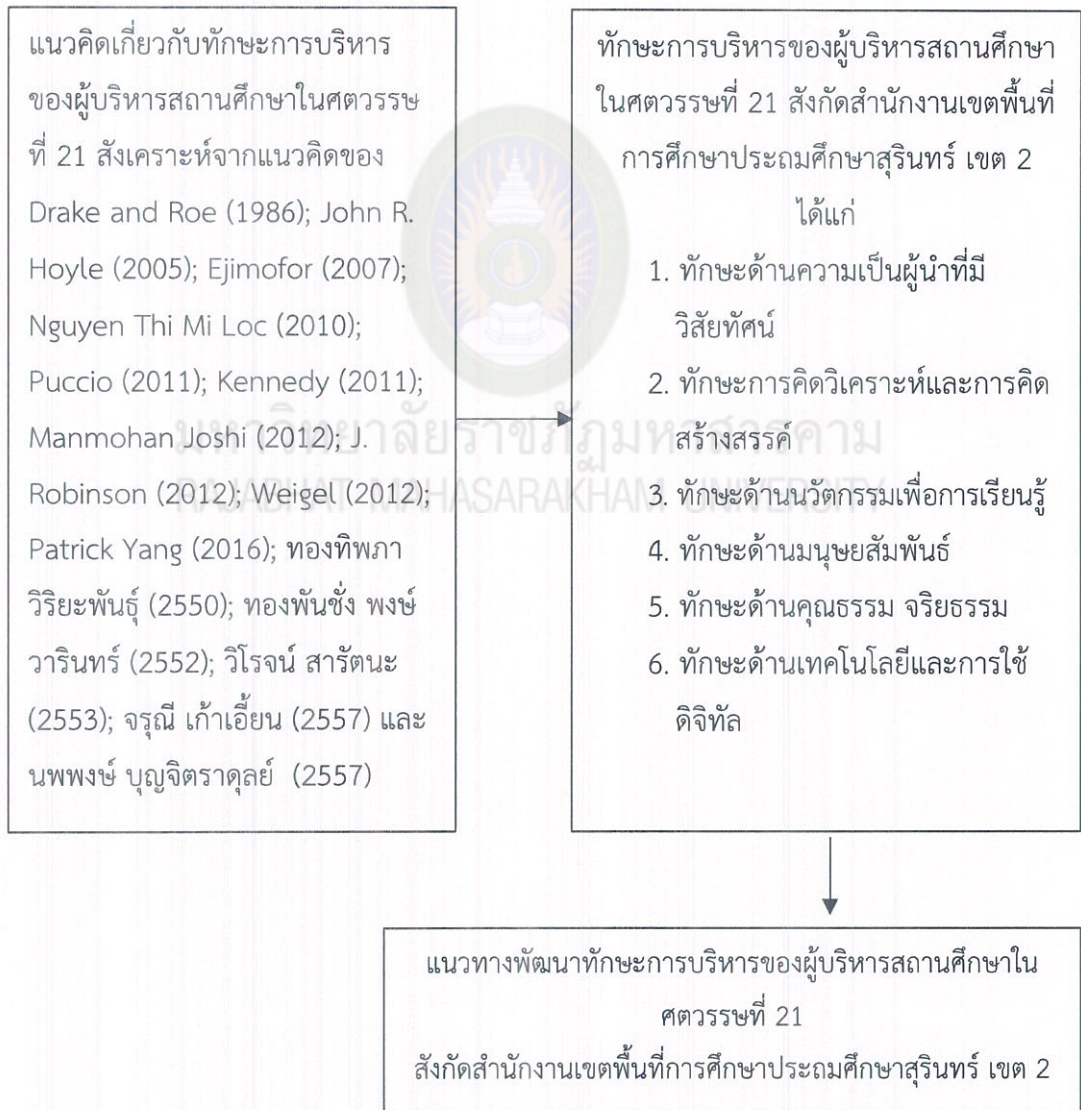 แนวคิดเกี่ยวกับทักษะการบริหาร
ของผู้บริหารสถานศึกษาในศตวรรษ
ที่ 21 สังเคราะห์จากแนวคิดของ
Drake and Roe (1986); John R.
Hoyle (2005); Ejimofor (2007);
Nguyen Thi Mi Loc (2010);
Puccio (2011); Kennedy (2011);
Manmohan Joshi (2012); J.
Robinson (2012); Weigel (2012);
Patrick Yang (2016); ทองทิพภา
วิริยะพันธุ์ (2550); ทองพันชั่ง พงษ์
วารินทร์ (2552); วิโรจน์ สารัตนะ
(2553); จรุณี เก้าเอี้ยน (2557) และ
นพพงษ์ บุญจิตราดุลย์ (2557)
ทักษะการบริหารของผู้บริหารสถานศึกษา
ในศตวรรษที่ 21 สังกัดสำนักงานเขตพื้นที่
การศึกษาประถมศึกษาสุรินทร์ เขต 2
ได้แก่
1. ทักษะด้านความเป็นผู้นำที่มี
วิสัยทัศน์
2. ทักษะการคิดวิเคราะห์และการคิด
สร้างสรรค์
3. ทักษะด้านนวัตกรรมเพื่อการเรียนรู้
4. ทักษะด้านมนุษยสัมพันธ์
5. ทักษะด้านคุณธรรม จริยธรรม
6. ทักษะด้านเทคโนโลยีและการใช้
ดิจิทัล
มหาวิทยาลัยราชภัฏมหาสารคาม
RAJABHAT MAHASARAKHAM UNIVERSITY
แนวทางพัฒนาทักษะการบริหารของผู้บริหารสถานศึกษาใน
ศตวรรษที่ 21
สังกัดสำนักงานเขตพื้นที่การศึกษาประถมศึกษาสุรินทร์ เขต 2